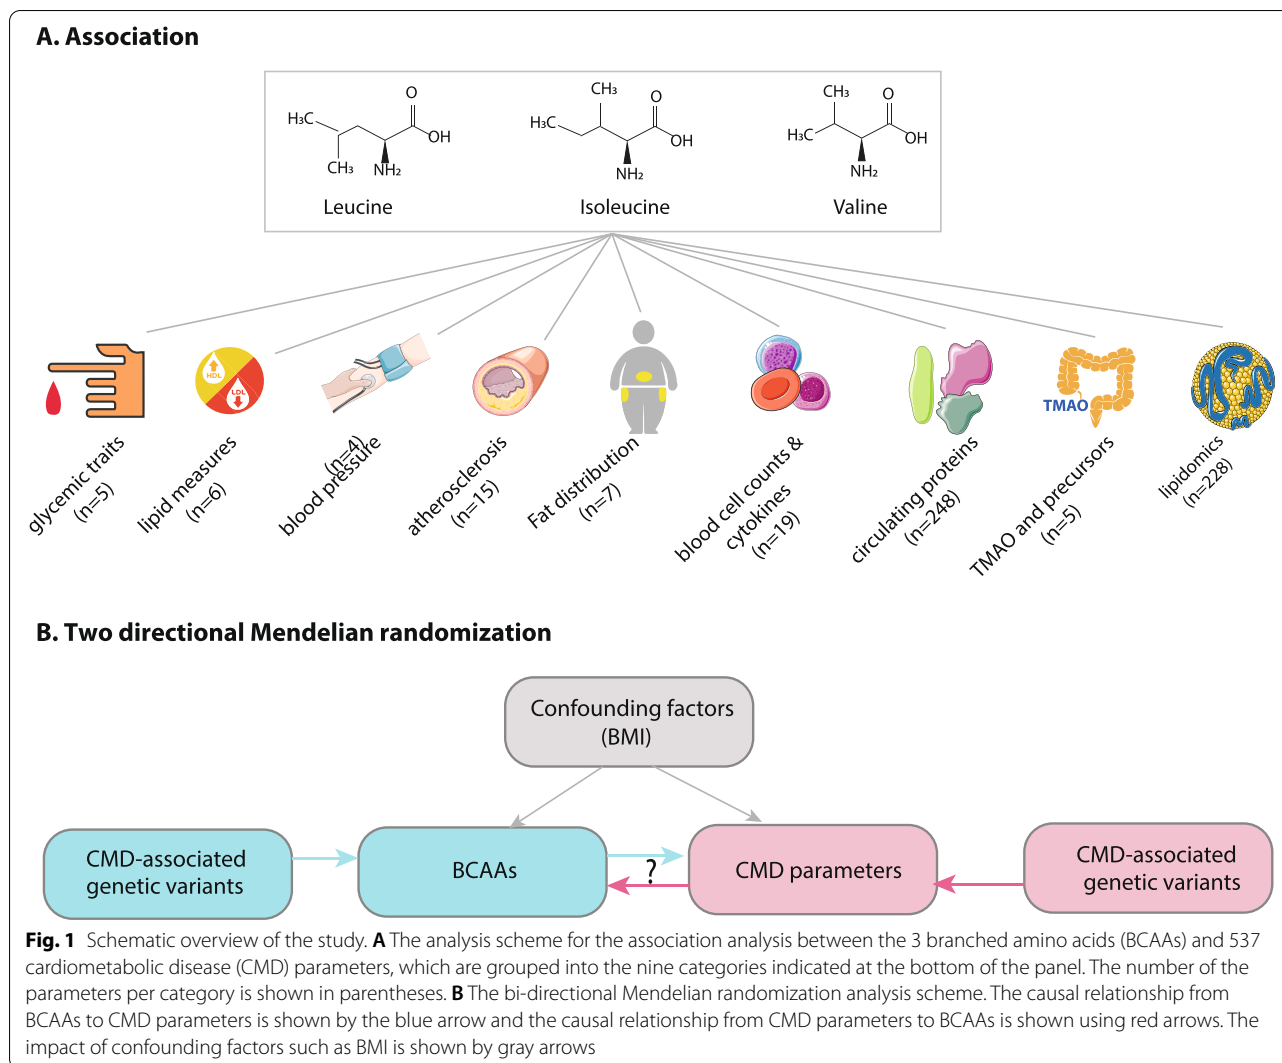 A. Association
O
H₃C
OH
CH₃
NH₂
Leucine
CH₃
O
H₃C
OH
NH₂
Isoleucine
CH₃
O
H₃C
OH
NH₂
Valine
HDL
LDL
TMAO
glycemic traits
(n=5)
lipid measures
(n=6)
(n=4)
blood pressure
atherosclerosis
(n=15)
Fat distribution
(n=7)
blood cell counts &
cytokines
(n=19)
circulating proteins
(n=248)
TMAO and precursors
(n=5)
lipidomics
(n=228)
B. Two directional Mendelian randomization
Confounding factors
(BMI)
CMD-associated
genetic variants
BCAAs
?
CMD parameters
CMD-associated
genetic variants
Fig. 1 Schematic overview of the study. A The analysis scheme for the association analysis between the 3 branched amino acids (BCAAs) and 537
cardiometabolic disease (CMD) parameters, which are grouped into the nine categories indicated at the bottom of the panel. The number of the
parameters per category is shown in parentheses. B The bi-directional Mendelian randomization analysis scheme. The causal relationship from
BCAAs to CMD parameters is shown by the blue arrow and the causal relationship from CMD parameters to BCAAs is shown using red arrows. The
impact of confounding factors such as BMI is shown by gray arrows